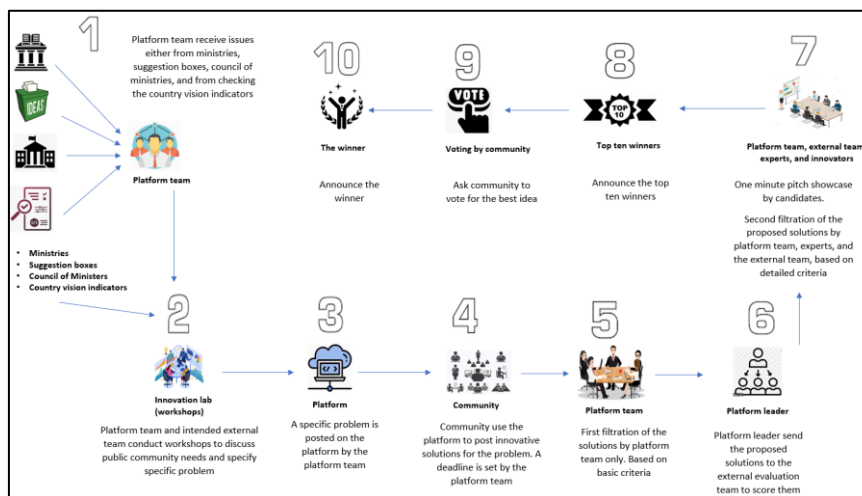 1
Platform team receive issues
either from ministries,
suggestion boxes, council of
ministries, and from checking
the country vision indicators
IDEAS
Platform team
• Ministries
• Suggestion boxes
• Council of Ministers
• Country vision indicators
2
Innovation lab
(workshops)
Platform team and intended external
team conduct workshops to discuss
public community needs and specify
specific problem
3
Platform
A specific problem is
posted on the
platform by the
platform team
4
Community
Community use the
platform to post innovative
solutions for the problem. A
deadline is set by the
platform team
5
Platform team
First filtration of the
solutions by platform
team only. Based on
basic criteria
6
Platform leader
Platform leader send the
proposed solutions to the
external evaluation
team to score them
7
Platform team, external team
experts, and innovators
One minute pitch showcase
by candidates.
Second filtration of the
proposed solutions by
platform team, experts, and
the external team, based on
detailed criteria
8
TOP
10
Top ten winners
Announce the top
ten winners
9
VOTE
Voting by community
Ask community to
vote for the best idea
10
The winner
Announce the
winner